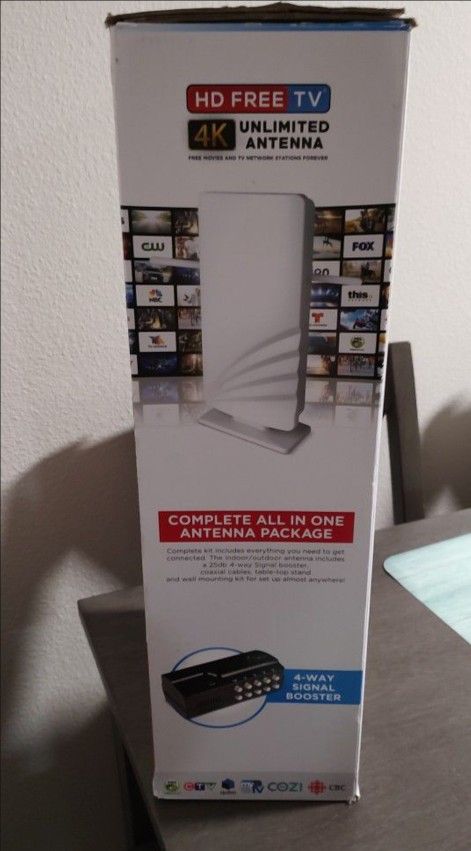 HD FREE TV
4K UNLIMITED
ANTENNA
FREE MOVIES AND TV NETWORK STATIONS FOREVER
CW
FOX
on
NBC
this
COMPLETE ALL IN ONE
ANTENNA PACKAGE
Complete kit includes everything you need to get
connected. The indoor/outdoor antenna includes
a 25db 4-way Signal booster,
coaxial cables, table-top stand
and wall mounting kit for set up almost anywhere!
4-WAY
SIGNAL
BOOSTER
CTV
TV
COZI
CBC